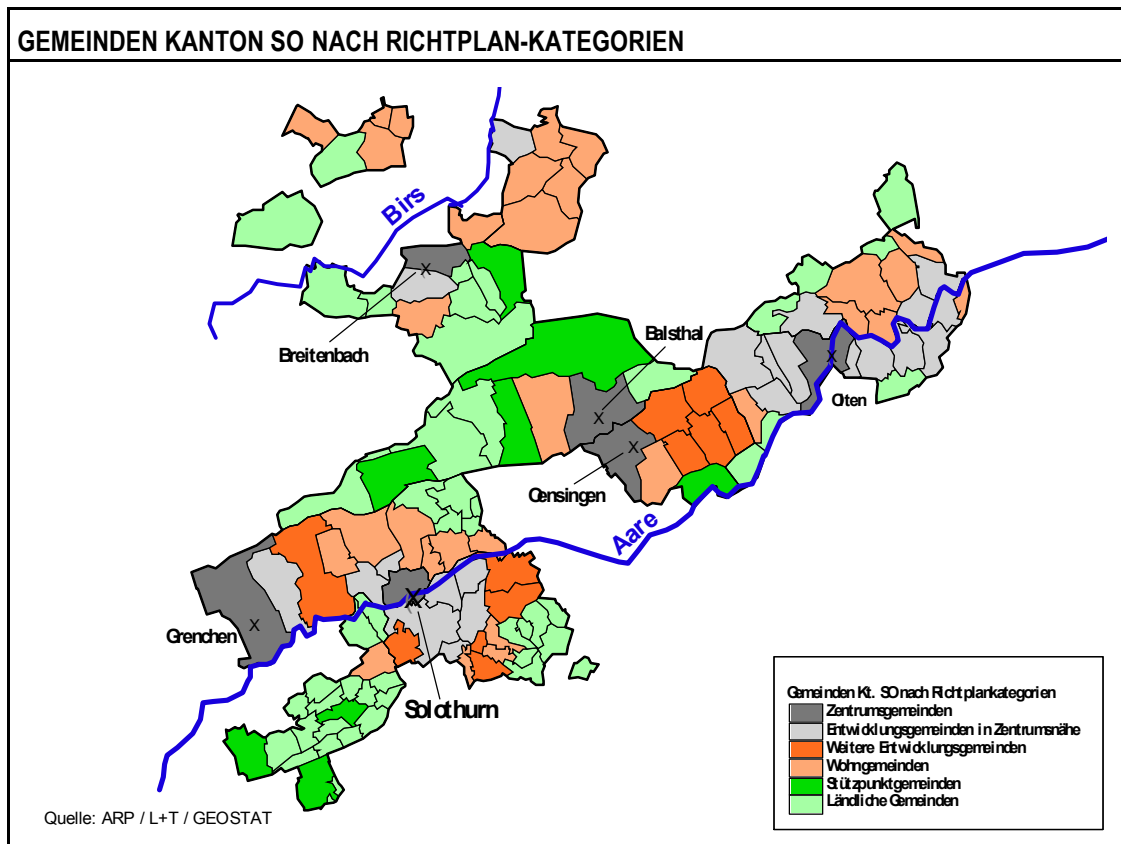 GEMEINDEN KANTON SO NACH RICHTPLAN-KATEGORIEN
Birs
Breitenbach
X
Balsthal
X
Olten
X
Oensingen
X
Aare
Grenchen
X
Solothurn
X
Gemeinden Kt. SO nach Richtplankategorien
Zentrumsgemeinden
Entwicklungsgemeinden in Zentrumsnähe
Weitere Entwicklungsgemeinden
Wohngemeinden
Stützpunktgemeinden
Ländliche Gemeinden
Quelle: ARP / L+T / GEOSTAT